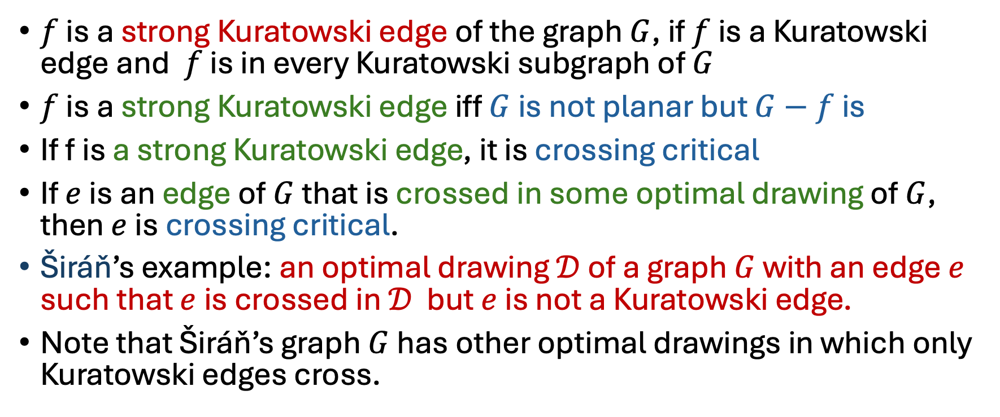 • 𝑓 is a strong Kuratowski edge of the graph 𝐺, if 𝑓 is a Kuratowski
edge and 𝑓 is in every Kuratowski subgraph of 𝐺
• 𝑓 is a strong Kuratowski edge iff 𝐺 is not planar but 𝐺 − 𝑓 is
• If f is a strong Kuratowski edge, it is crossing critical
• If 𝑒 is an edge of 𝐺 that is crossed in some optimal drawing of 𝐺,
then 𝑒 is crossing critical.
• Širáň’s example: an optimal drawing 𝒟 of a graph 𝐺 with an edge 𝑒
such that 𝑒 is crossed in 𝒟 but 𝑒 is not a Kuratowski edge.
• Note that Širáň’s graph 𝐺 has other optimal drawings in which only
Kuratowski edges cross.